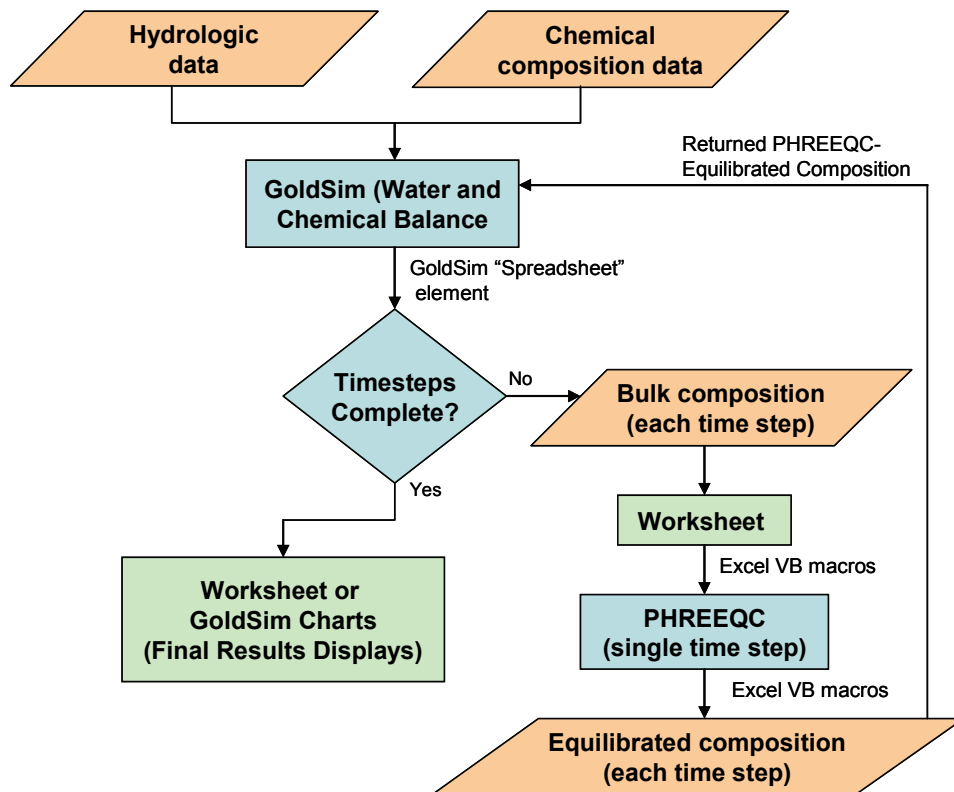 Hydrologic
data
Chemical
composition data
Returned PHREEQC-
Equilibrated Composition
GoldSim (Water and
Chemical Balance
GoldSim “Spreadsheet”
element
Timesteps
Complete?
No
Bulk composition
(each time step)
Yes
Worksheet
Excel VB macros
Worksheet or
GoldSim Charts
(Final Results Displays)
PHREEQC
(single time step)
Excel VB macros
Equilibrated composition
(each time step)